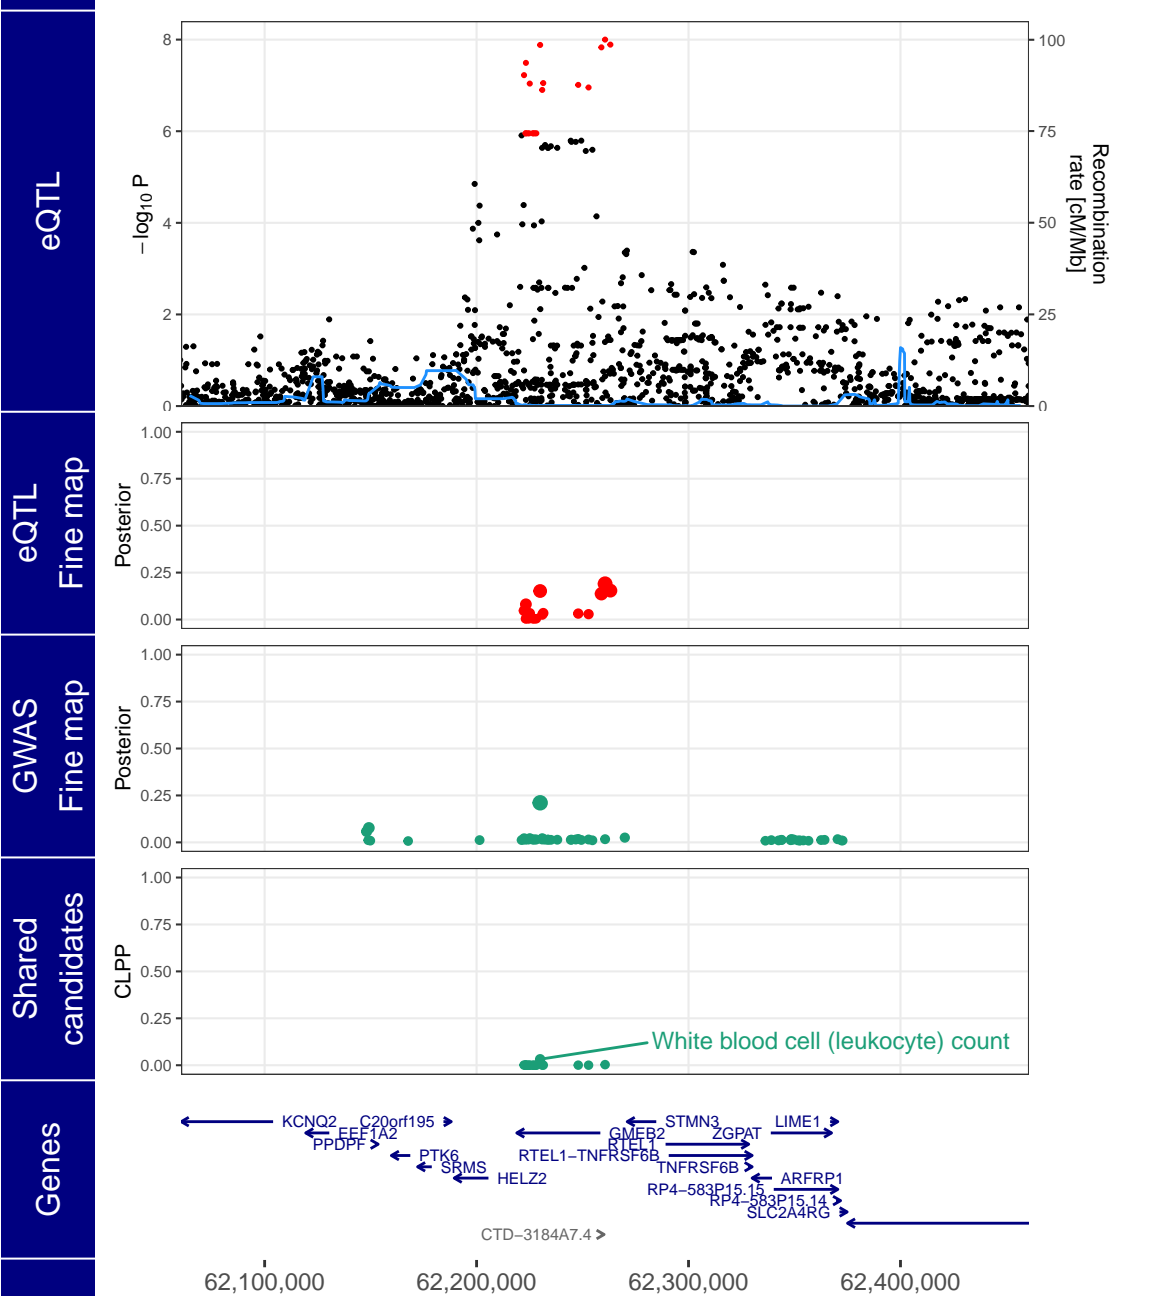 eQTL
8
6
4
2
0
−log10 P
100
75
50
25
0
Recombination
rate [cM/Mb]
eQTL
Fine map
Posterior
1.00
0.75
0.50
0.25
0.00
GWAS
Fine map
Posterior
1.00
0.75
0.50
0.25
0.00
Shared
candidates
CLPP
1.00
0.75
0.50
0.25
0.00
White blood cell (leukocyte) count
Genes
KCNQ2 C20orf195 STMN3 LIME1
EEF1A2 GMEB2 ZGPAT
PPDPF RTEL1
PTK6 RTEL1−TNFRSF6B
SRMS TNFRSF6B
HELZ2 ARFRP1
RP4−583P15.15
RP4−583P15.14
SLC2A4RG
CTD−3184A7.4
62,100,000 62,200,000 62,300,000 62,400,000